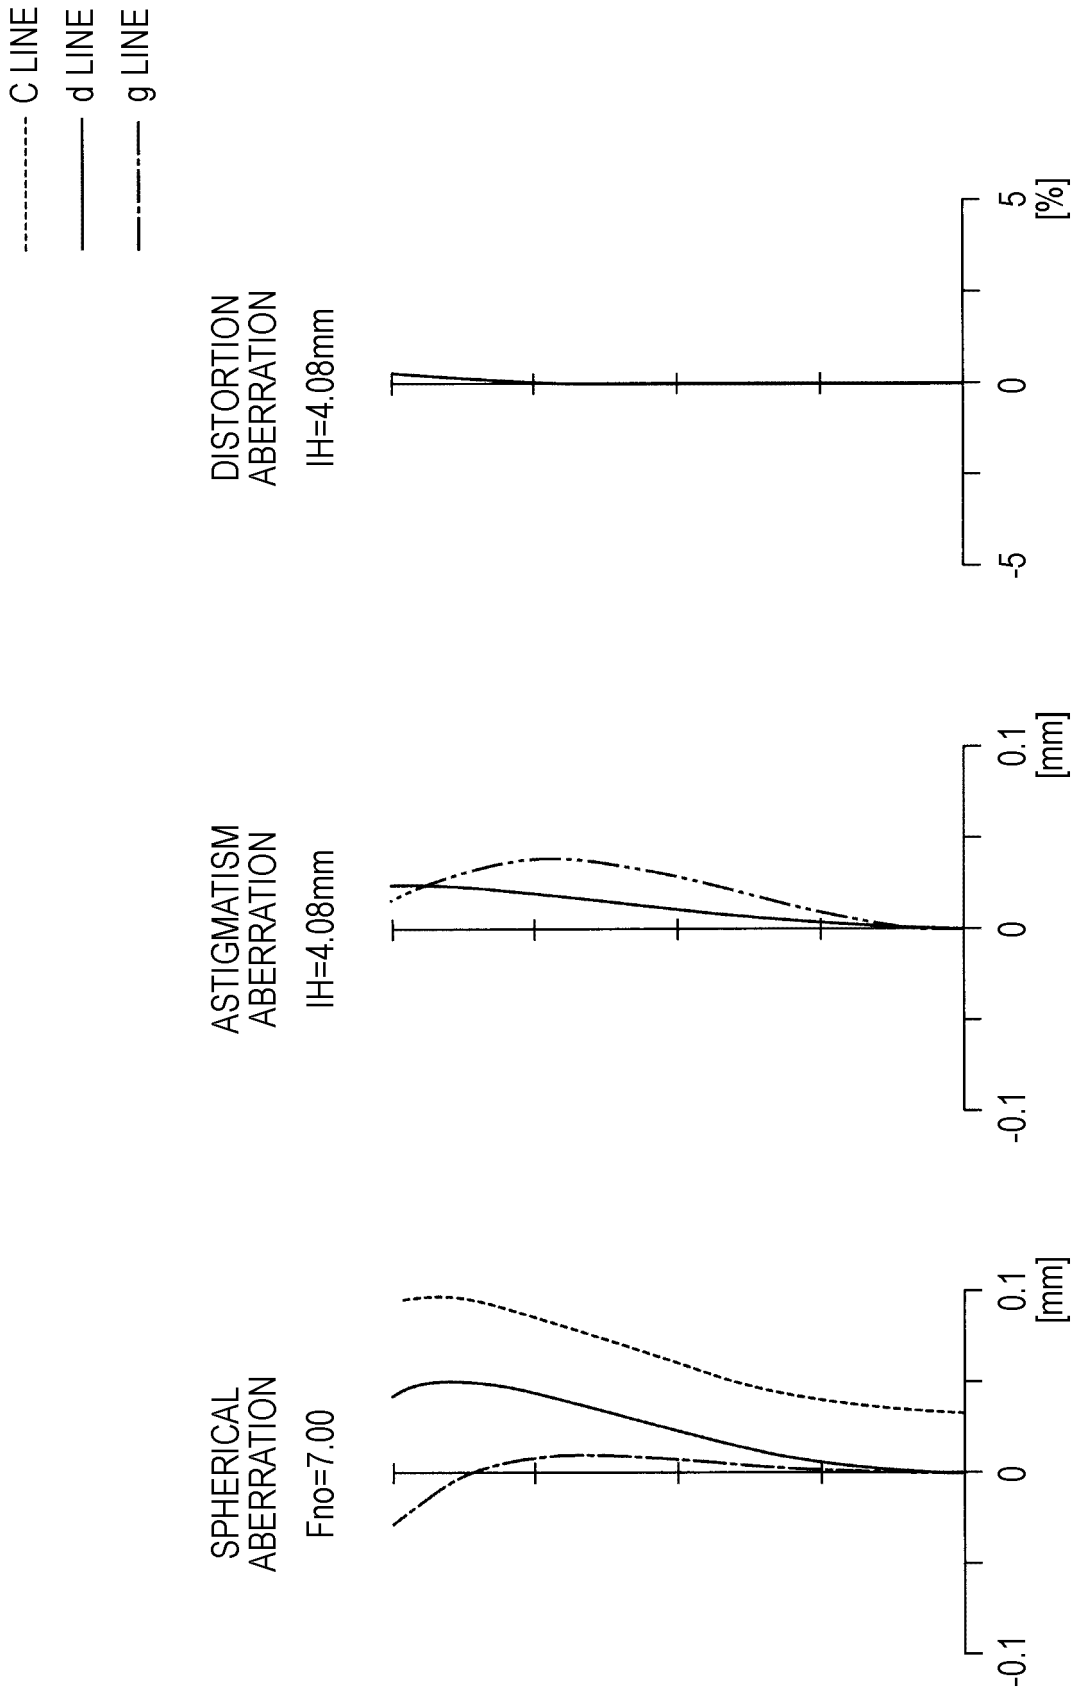 C LINE
d LINE
g LINE
SPHERICAL
ABERRATION
Fno=7.00
-0.1
0
0.1
[mm]
ASTIGMATISM
ABERRATION
IH=4.08mm
-0.1
0
0.1
[mm]
DISTORTION
ABERRATION
IH=4.08mm
-5
0
5
[%]